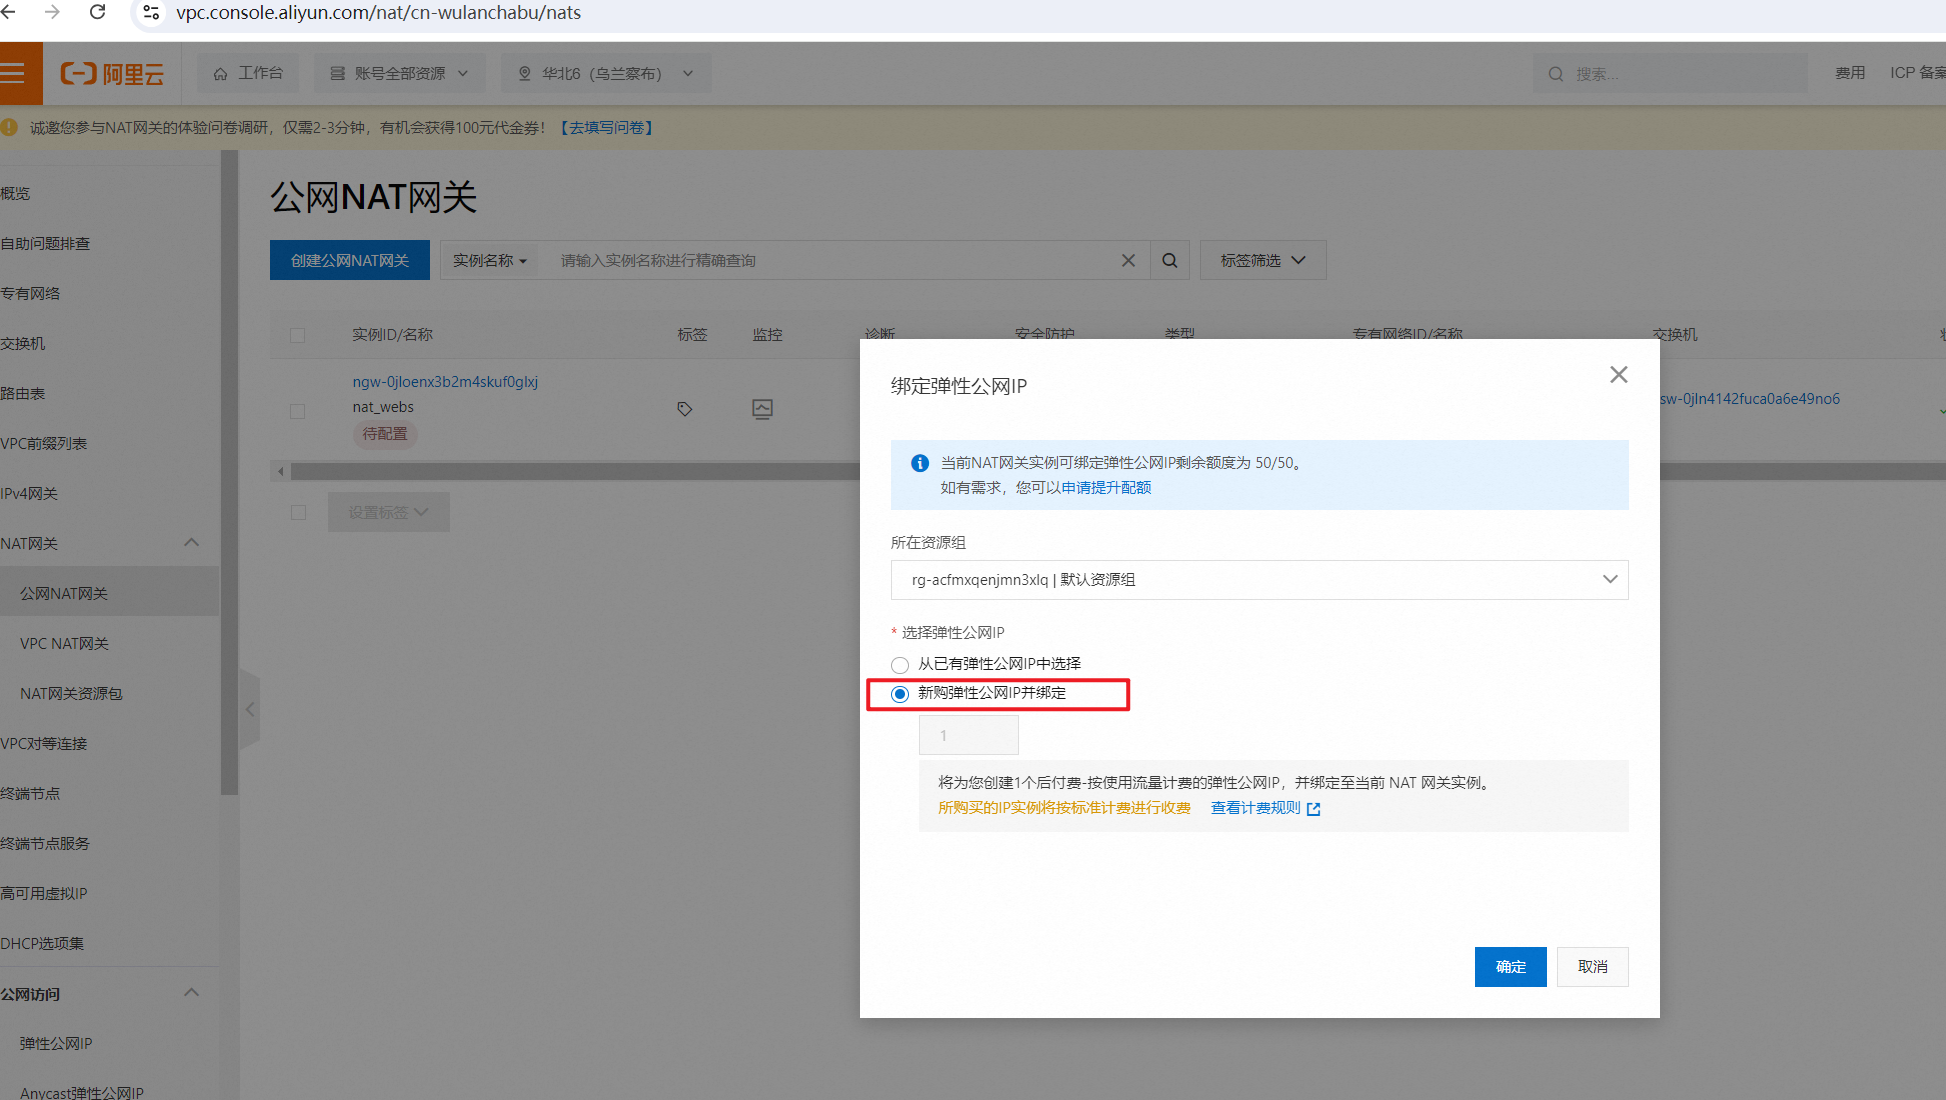 vpc.console.aliyun.com/nat/cn-wulanchabu/nats
阿里云
工作台
账号全部资源
华北6（乌兰察布）
搜索...
费用
ICP 备案
诚邀您参与NAT网关的体验问卷调研，仅需2-3分钟，有机会获得100元代金券！【去填写问卷】
概览
自助问题排查
专有网络
交换机
路由表
VPC前缀列表
IPv4网关
NAT网关
公网NAT网关
VPC NAT网关
NAT网关资源包
VPC对等连接
终端节点
终端节点服务
高可用虚拟IP
DHCP选项集
公网访问
弹性公网IP
Anycast弹性公网IP
公网NAT网关
创建公网NAT网关
实例名称
请输入实例名称进行精确查询
标签筛选
实例ID/名称
标签
监控
诊断
安全防护
类型
专有网络ID/名称
交换机
ngw-0jloenx3b2m4skuf0glxj
nat_webs
待配置
sw-0jln4142fuca0a6e49no6
设置标签
绑定弹性公网IP
当前NAT网关实例可绑定弹性公网IP剩余额度为 50/50。
如有需求，您可以申请提升配额
所在资源组
rg-acfmxqenjmn3xlq | 默认资源组
* 选择弹性公网IP
从已有弹性公网IP中选择
新购弹性公网IP并绑定
1
将为您创建1个后付费-按使用流量计费的弹性公网IP，并绑定至当前 NAT 网关实例。
所购买的IP实例将按标准计费进行收费 查看计费规则
确定
取消